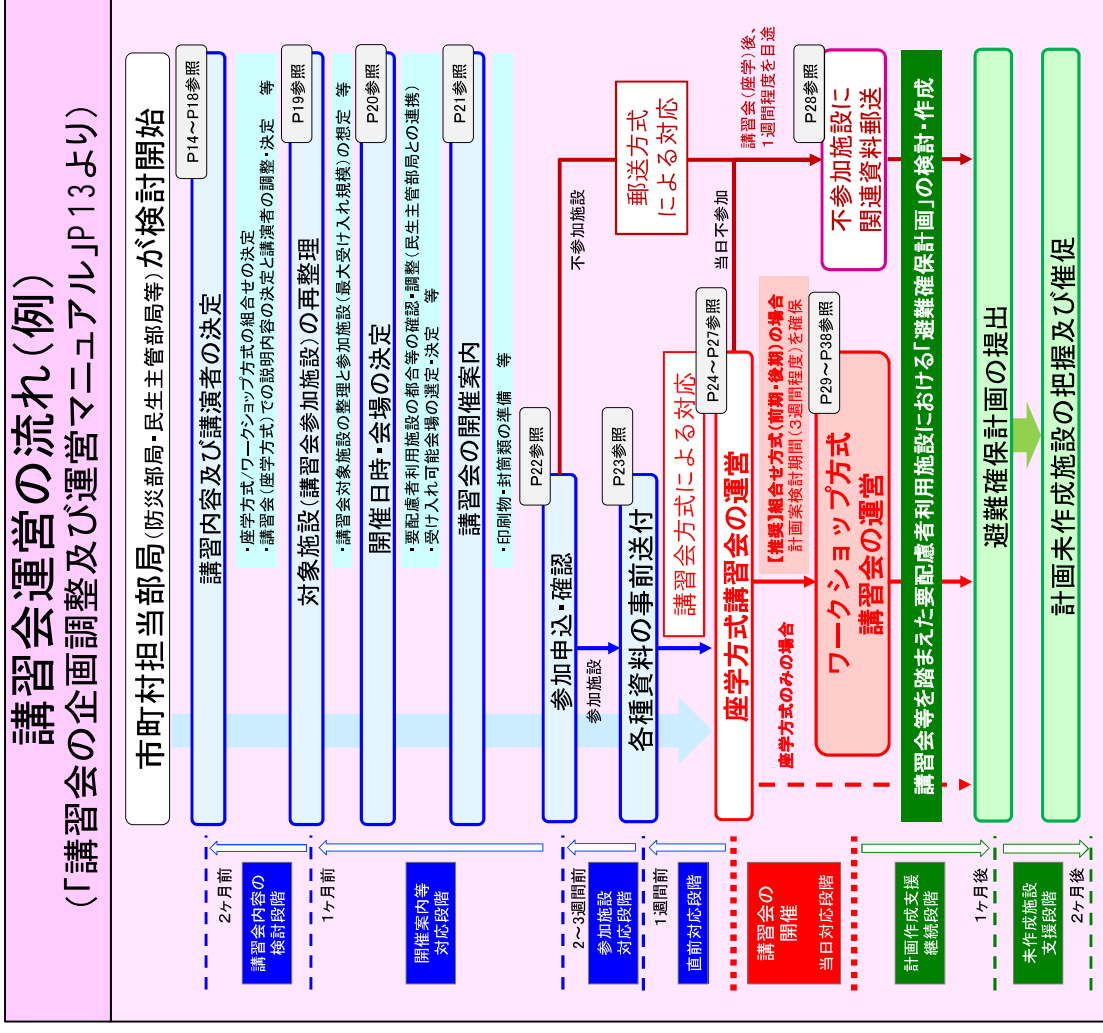 講習会運営の流れ(例)
(「講習会の企画調整及び運営マニュアル」P13より)
市町村担当部局(防災部局・民生主管部局等)が検討開始
2ヶ月前
講習会内容の
検討段階
講習内容及び講演者の決定
P14～P18参照
・座学方式/ワークショップ方式の組合せの決定
・講習会(座学方式)での説明内容の決定と講演者の調整・決定 等
1ヶ月前
対象施設(講習会参加施設)の再整理
P19参照
・講習会対象施設の整理と参加施設(最大受け入れ規模)の想定 等
開催案内等
対応段階
開催日時・会場の決定
P20参照
・要配慮者利用施設の都合等の確認・調整(民生主管部局との連携)
・受け入れ可能会場の選定・決定 等
講習会の開催案内
P21参照
・印刷物・封筒類の準備 等
2～3週間前
参加施設
対応段階
参加申込・確認
P22参照
不参加施設
参加施設
郵送方式
による対応
各種資料の事前送付
P23参照
1週間前
直前対応段階
講習会方式による対応
P24～P27参照
当日不参加
講習会(座学)後、
1週間程度を目途
座学方式講習会の運営
講習会の
開催
当日対応段階
座学方式のみの場合
【推奨】組合せ方式(前期・後期)の場合
計画案検討期間(3週間程度)を確保
P29～P38参照
ワークショップ方式
講習会の運営
P28参照
不参加施設に
関連資料郵送
計画作成支援
継続段階
講習会等を踏まえた要配慮者利用施設における「避難確保計画」の検討・作成
1ヶ月後
避難確保計画の提出
未作成施設
支援段階
計画未作成施設の把握及び催促
2ヶ月後